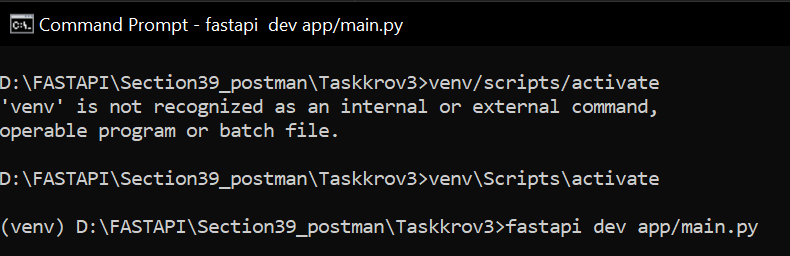 Command Prompt - fastapi  dev app/main.py
D:\FASTAPI\Section39_postman\Taskkrov3>venv/scripts/activate
'venv' is not recognized as an internal or external command,
operable program or batch file.
D:\FASTAPI\Section39_postman\Taskkrov3>venv\Scripts\activate
(venv) D:\FASTAPI\Section39_postman\Taskkrov3>fastapi dev app/main.py